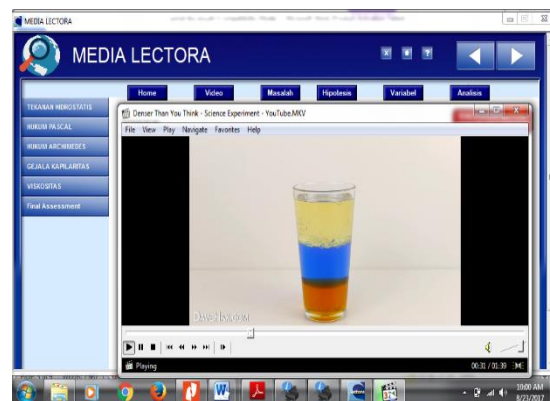 MEDIA LECTORA
MEDIA LECTORA
Home Video Masalah Hipotesis Variabel Analisis
TEKANAN HIDROSTATIS
HUKUM PASCAL
HUKUM ARCHIMEDES
GEJALA KAPILARITAS
VISKOSITAS
Final Assessment
Denser Than You Think - Science Experiment - YouTube.MKV
File View Play Navigate Favorites Help
Playing
00:31 / 01:39
10:00 AM
8/23/2017